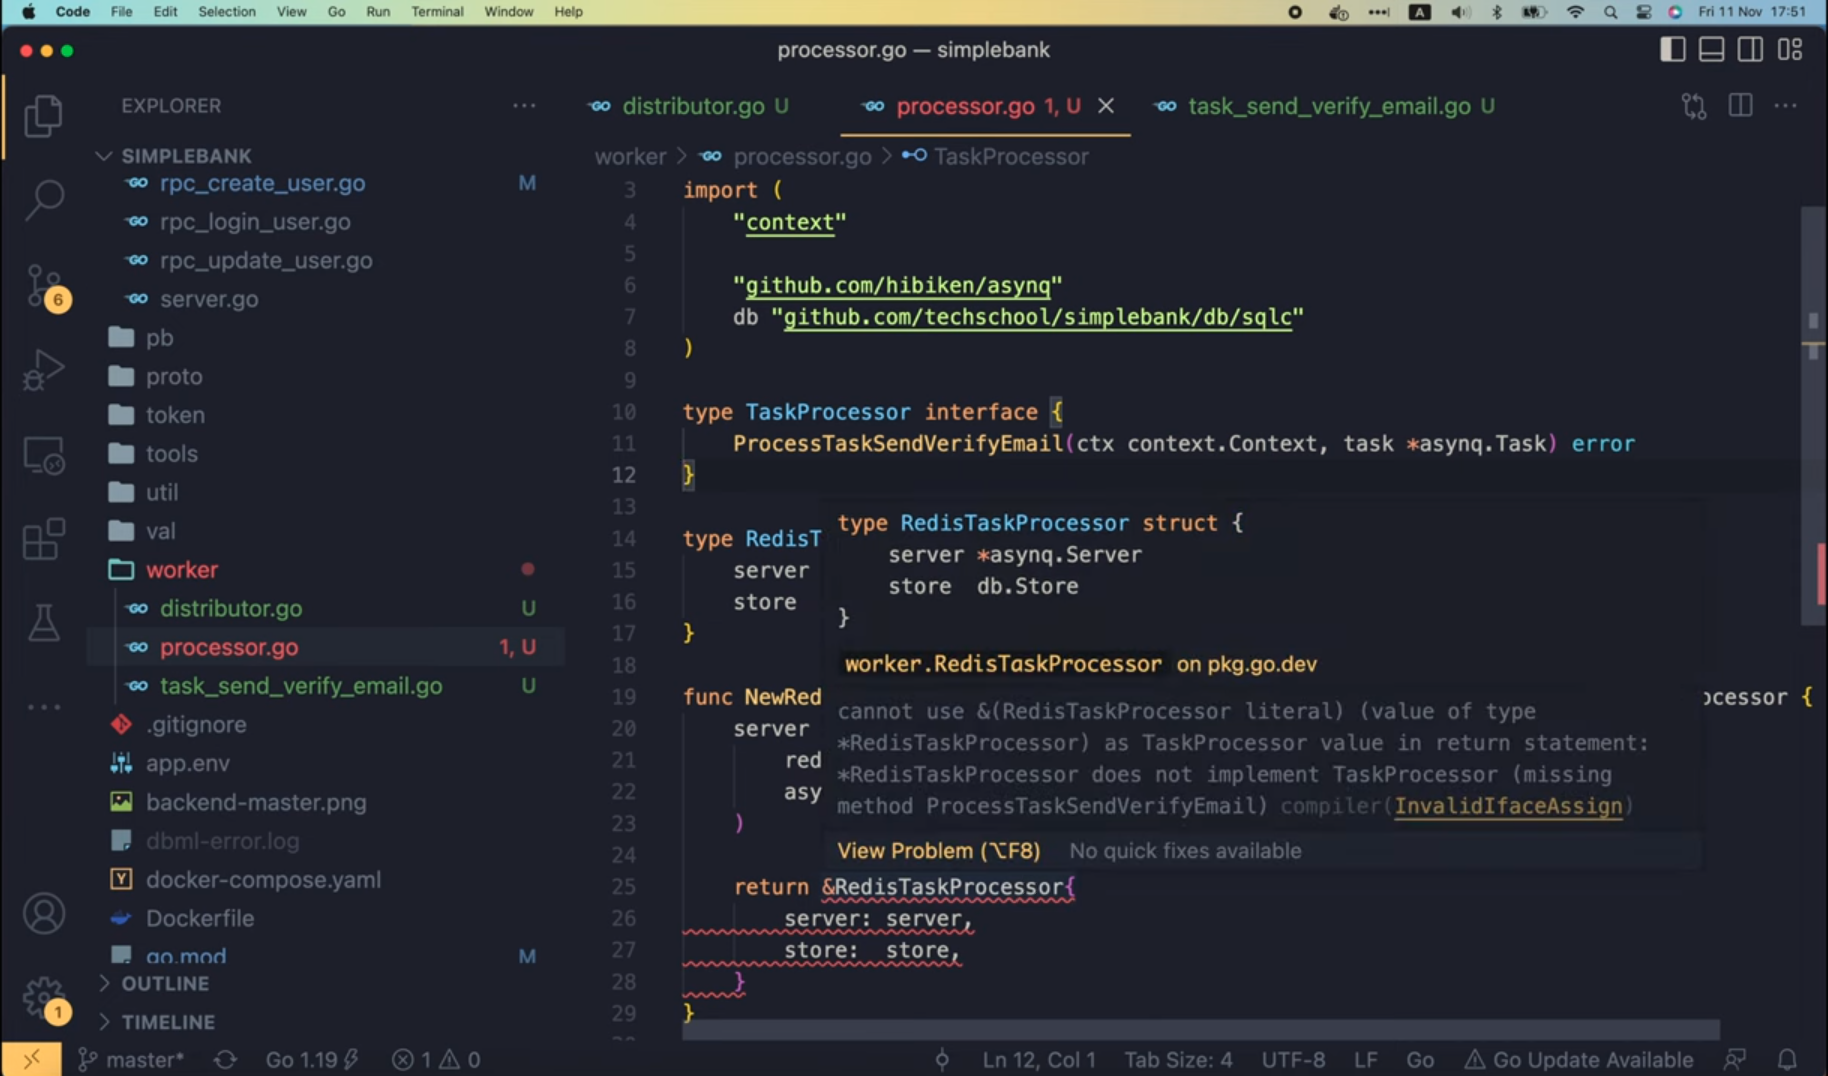 Code File Edit Selection View Go Run Terminal Window Help
A Fri 11 Nov 17:51
processor.go — simplebank
EXPLORER
SIMPLEBANK
rpc_create_user.go M
rpc_login_user.go
rpc_update_user.go
server.go
pb
proto
token
tools
util
val
worker
distributor.go U
processor.go 1, U
task_send_verify_email.go U
.gitignore
app.env
backend-master.png
dbml-error.log
docker-compose.yaml
Dockerfile
go.mod M
OUTLINE
TIMELINE
6
1
distributor.go U processor.go 1, U task_send_verify_email.go U
worker > processor.go > TaskProcessor
3 import (
4 "context"
5
6 "github.com/hibiken/asynq"
7 db "github.com/techschool/simplebank/db/sqlc"
8 )
9
10 type TaskProcessor interface {
11 ProcessTaskSendVerifyEmail(ctx context.Context, task *asynq.Task) error
12 }
13
14 type RedisT
15 server
16 store
17 }
18
19 func NewRed ocessor {
20 server
21 red
22 asy
23 )
24
25 return &RedisTaskProcessor{
26 server: server,
27 store: store,
28 }
29 }
type RedisTaskProcessor struct {
server *asynq.Server
store db.Store
}
worker.RedisTaskProcessor on pkg.go.dev
cannot use &(RedisTaskProcessor literal) (value of type
*RedisTaskProcessor) as TaskProcessor value in return statement:
*RedisTaskProcessor does not implement TaskProcessor (missing
method ProcessTaskSendVerifyEmail) compiler(InvalidIfaceAssign)
View Problem (⌥F8) No quick fixes available
master* Go 1.19 1 0 Ln 12, Col 1 Tab Size: 4 UTF-8 LF Go Go Update Available